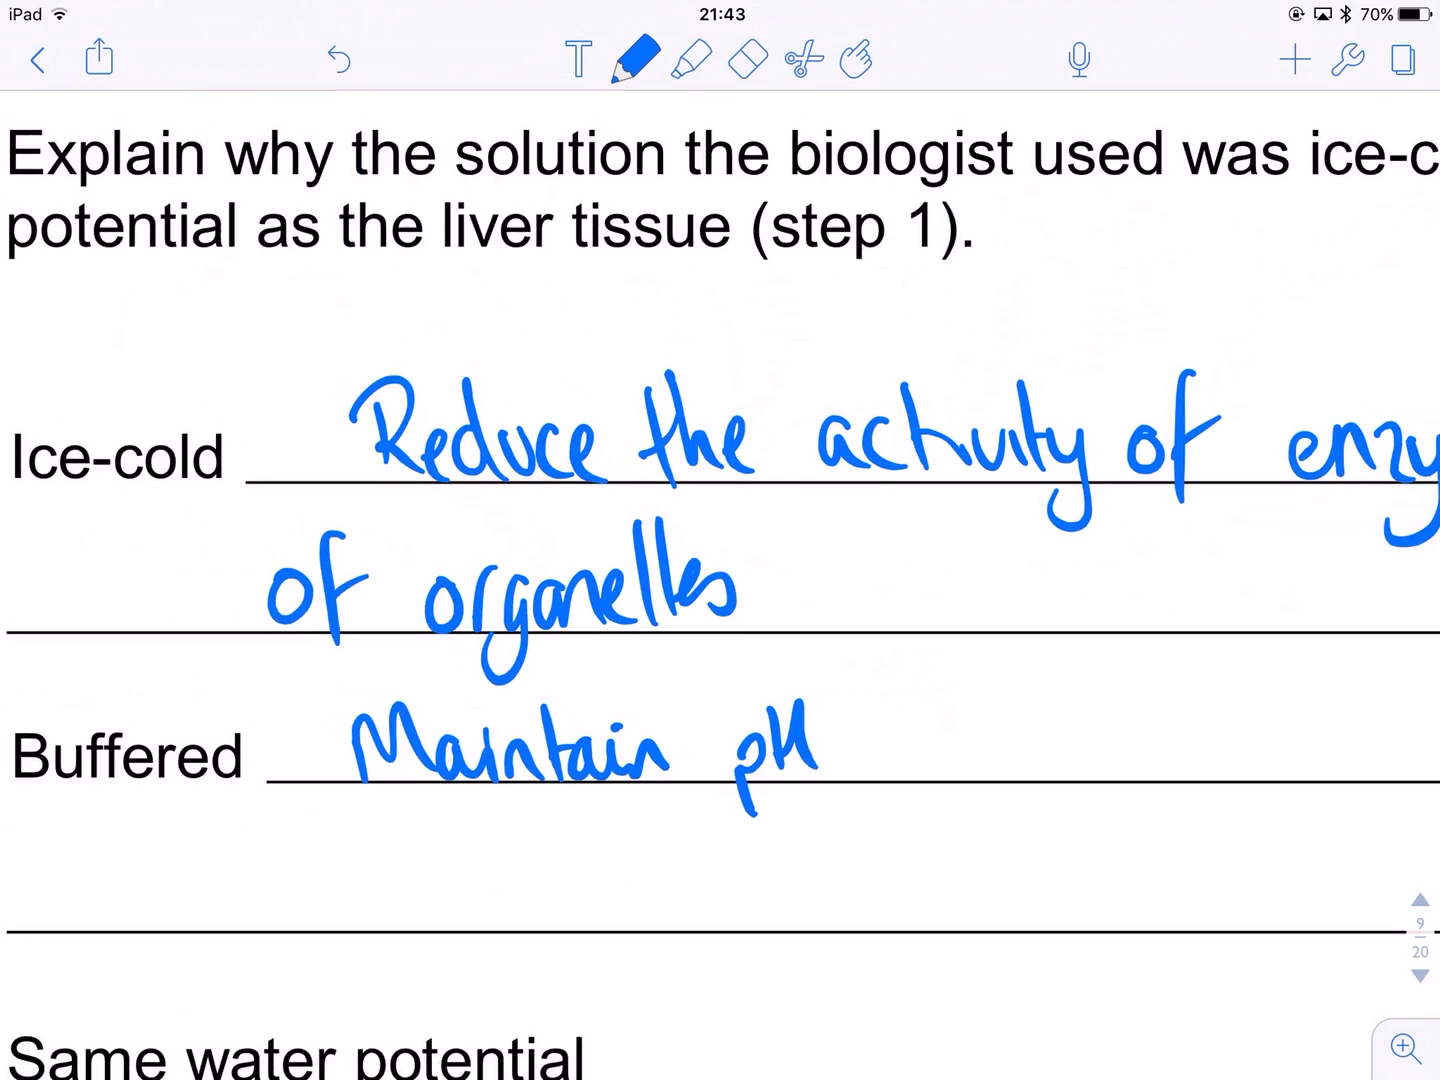 iPad 21:43 70%
T
Explain why the solution the biologist used was ice-c
potential as the liver tissue (step 1).
Ice-cold Reduce the activity of enzy
of organelles
Buffered Maintain pH
9
20
Same water potential